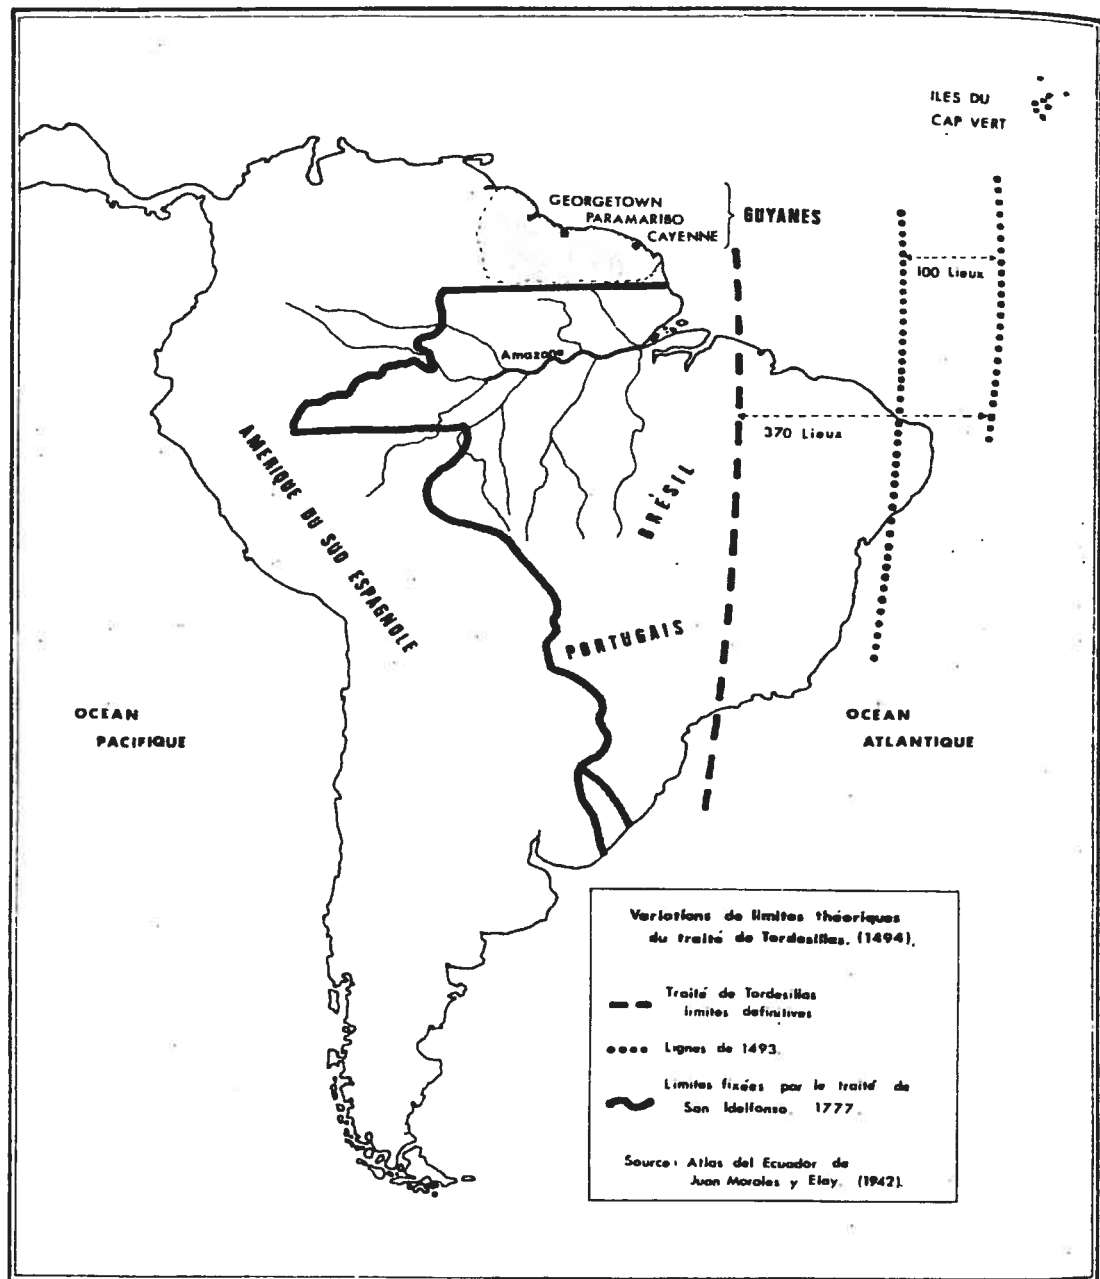 ILES DU
CAP VERT
GEORGETOWN
PARAMARIBO
CAYENNE
GUYANES
100 Lieux
Amazone
370 Lieux
AMERIQUE DU SUD ESPAGNOLE
BRÉSIL
PORTUGAIS
OCEAN
PACIFIQUE
OCEAN
ATLANTIQUE
Variations de limites théoriques
du traité de Tordesillas. (1494).
Traité de Tordesillas
limites definitives
Lignes de 1493.
Limites fixées par le traité de
San Idelfonso 1777.
Source: Atlas del Ecuador de
Juan Morales y Eloy. (1942).